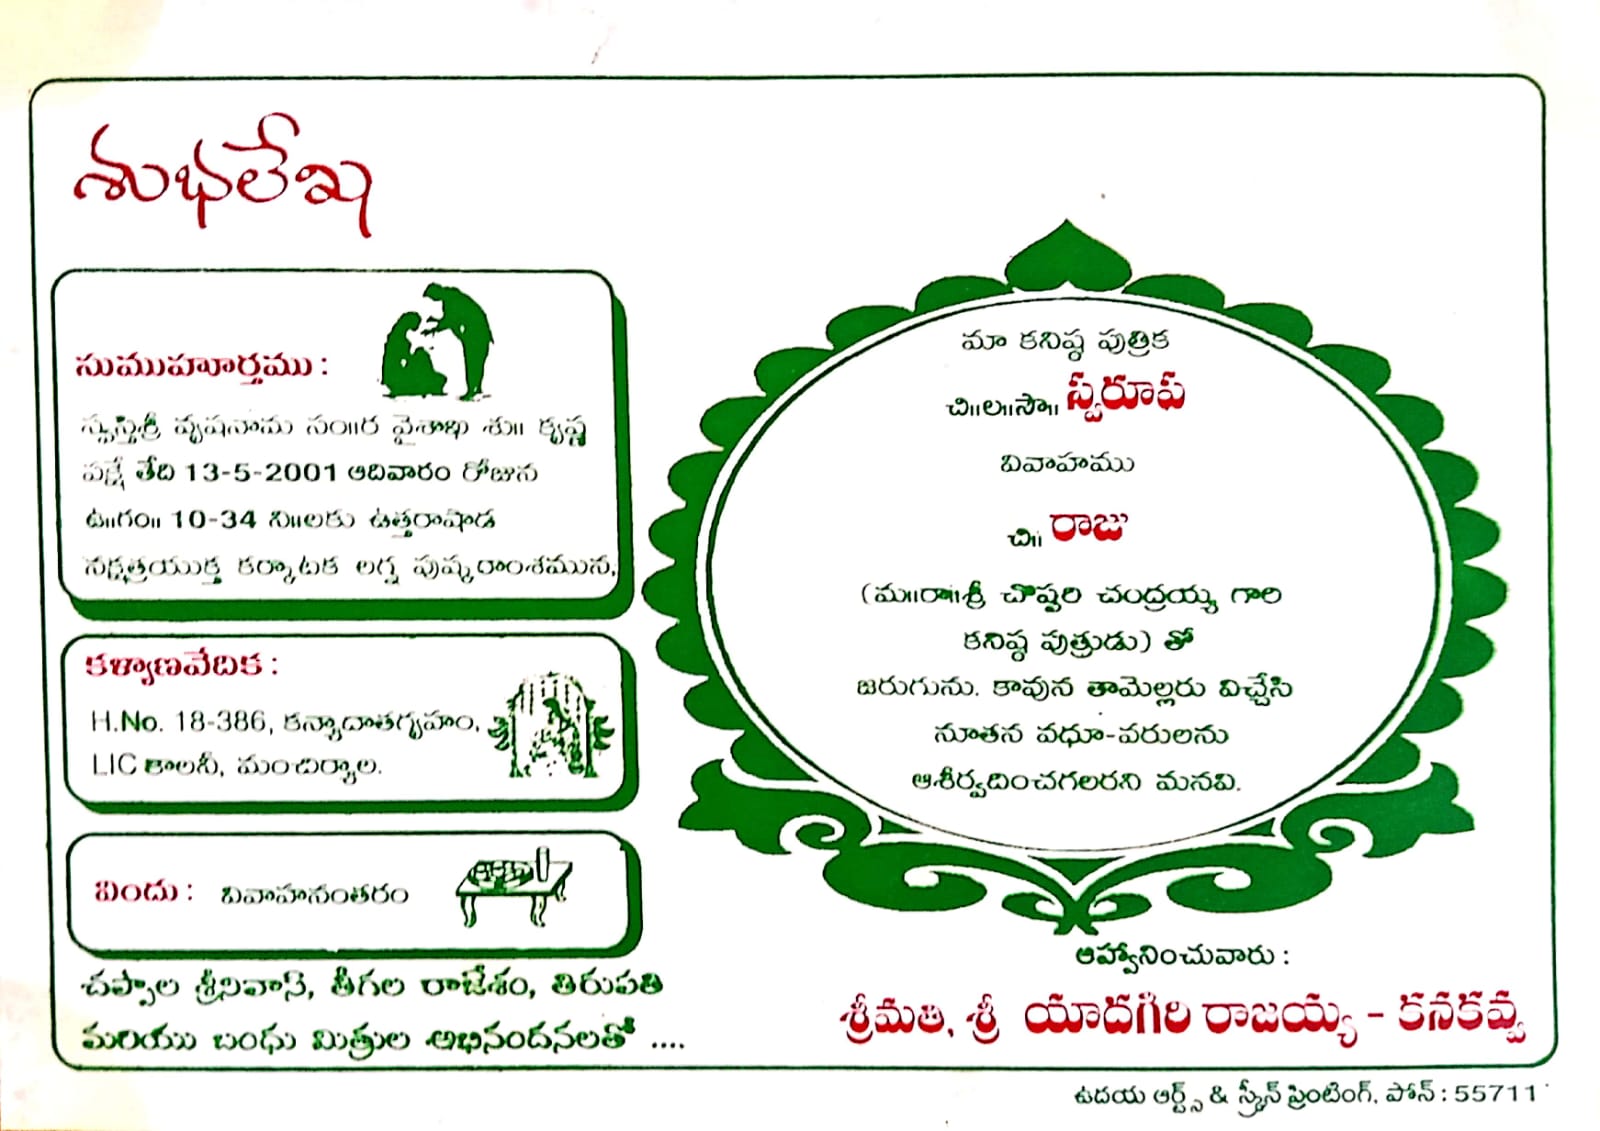 శుభలేఖ
సుముహూర్తము :
స్వస్తిశ్రీ వృషనామ సం॥ర వైశాఖ శు॥ కృష్ణ
పక్షే తేది 13-5-2001 ఆదివారం రోజున
ఉ॥గం॥ 10-34 ని॥లకు ఉత్తరాషాడ
నక్షత్రయుక్త కర్కాటక లగ్న పుష్కరాంశమున,
కళ్యాణవేదిక :
H.No. 18-386, కన్యాదాతగృహం,
LIC కాలనీ, మంచిర్యాల.
విందు : వివాహనంతరం
చప్పాల శ్రీనివాస్, తీగల రాజేశం, తిరుపతి
మరియు బంధు మిత్రుల అభినందనలతో ....
మా కనిష్ఠ పుత్రిక
చి॥ల॥సౌ॥ స్వరూప
వివాహము
చి॥ రాజు
(మ॥రా॥శ్రీ చొప్పరి చంద్రయ్య గారి
కనిష్ఠ పుత్రుడు) తో
జరుగును. కావున తామెల్లరు విచ్చేసి
నూతన వధూ-వరులను
ఆశీర్వదించగలరని మనవి.
ఆహ్వానించువారు :
శ్రీమతి, శ్రీ యాదగిరి రాజయ్య - కనకవ్వ
ఉదయ ఆర్ట్స్ & స్క్రీన్ ప్రింటింగ్, పోన్ : 55711